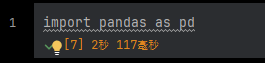 1 import pandas as pd
[7] 2秒 117毫秒